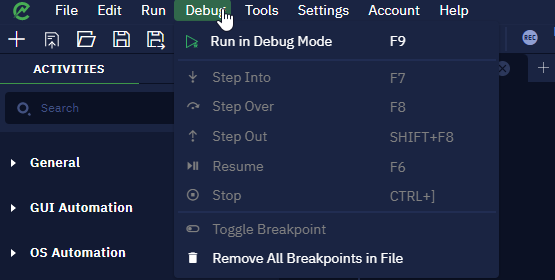 File Edit Run Debug Tools Settings Account Help
REC
Run in Debug Mode F9
ACTIVITIES
Step Into F7
Search
Step Over F8
Step Out SHIFT+F8
General
Resume F6
Stop CTRL+]
GUI Automation
Toggle Breakpoint
OS Automation
Remove All Breakpoints in File